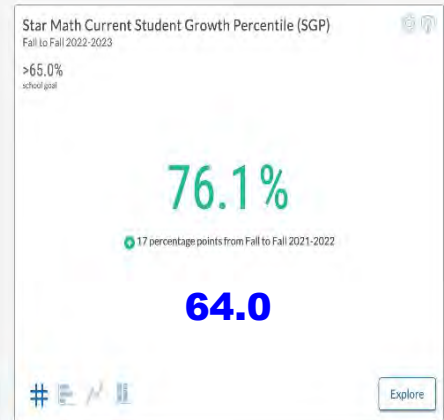 Star Math Current Student Growth Percentile (SGP)
Fall to Fall 2022-2023
>65.0%
school goal
76.1%
17 percentage points from Fall to Fall 2021-2022
64.0
Explore